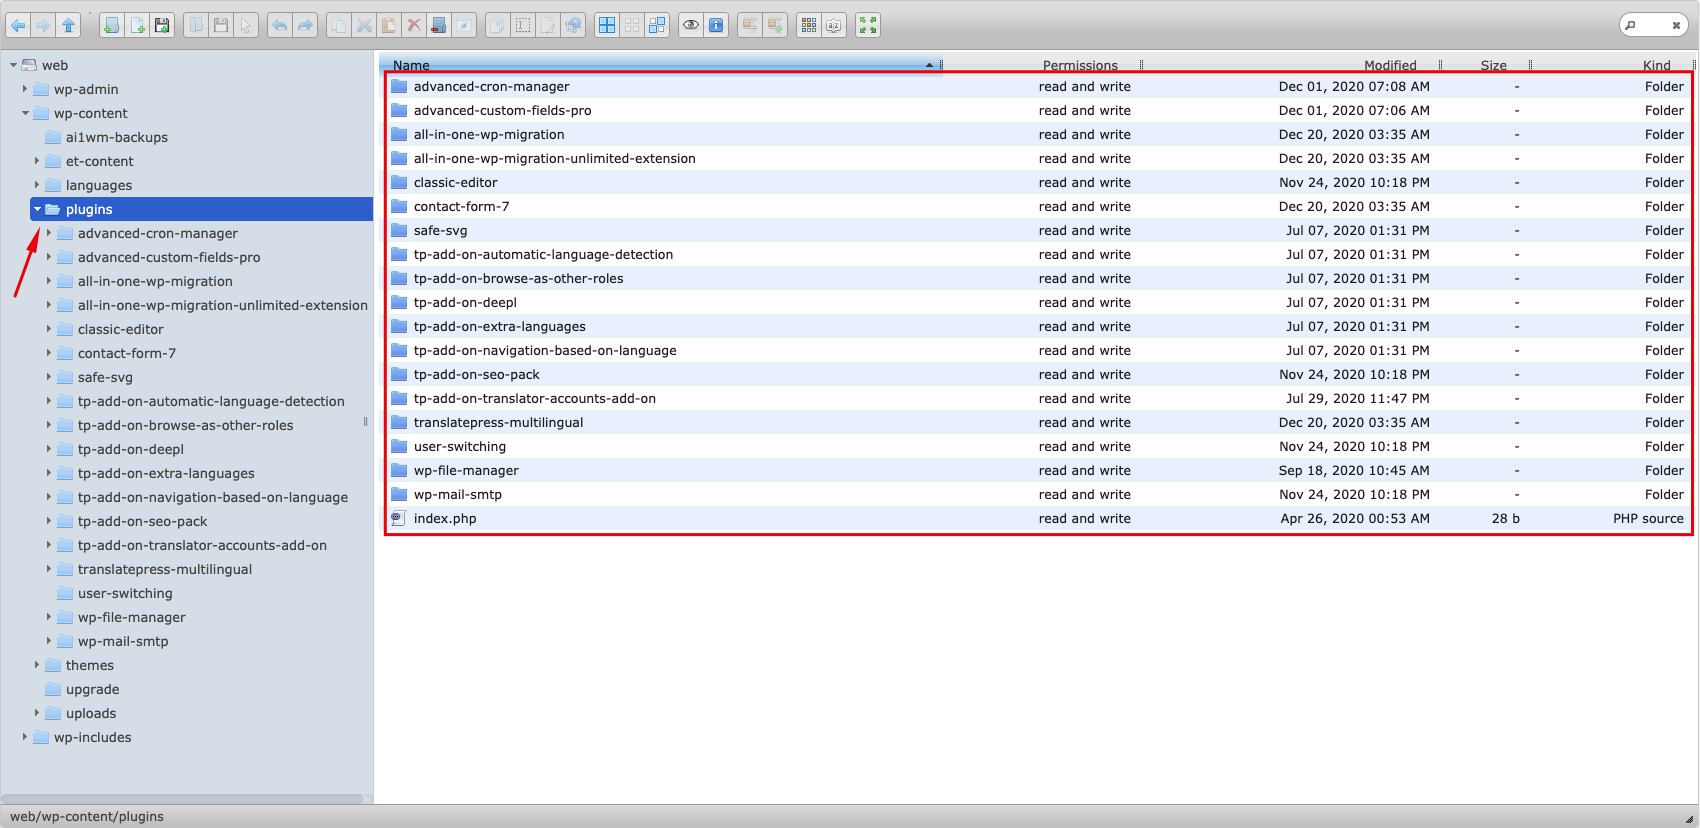 web
wp-admin
wp-content
ai1wm-backups
et-content
languages
plugins
advanced-cron-manager
advanced-custom-fields-pro
all-in-one-wp-migration
all-in-one-wp-migration-unlimited-extension
classic-editor
contact-form-7
safe-svg
tp-add-on-automatic-language-detection
tp-add-on-browse-as-other-roles
tp-add-on-deepl
tp-add-on-extra-languages
tp-add-on-navigation-based-on-language
tp-add-on-seo-pack
tp-add-on-translator-accounts-add-on
translatepress-multilingual
user-switching
wp-file-manager
wp-mail-smtp
themes
upgrade
uploads
wp-includes
Name Permissions Modified Size Kind
advanced-cron-manager read and write Dec 01, 2020 07:08 AM - Folder
advanced-custom-fields-pro read and write Dec 01, 2020 07:06 AM - Folder
all-in-one-wp-migration read and write Dec 20, 2020 03:35 AM - Folder
all-in-one-wp-migration-unlimited-extension read and write Dec 20, 2020 03:35 AM - Folder
classic-editor read and write Nov 24, 2020 10:18 PM - Folder
contact-form-7 read and write Dec 20, 2020 03:35 AM - Folder
safe-svg read and write Jul 07, 2020 01:31 PM - Folder
tp-add-on-automatic-language-detection read and write Jul 07, 2020 01:31 PM - Folder
tp-add-on-browse-as-other-roles read and write Jul 07, 2020 01:31 PM - Folder
tp-add-on-deepl read and write Jul 07, 2020 01:31 PM - Folder
tp-add-on-extra-languages read and write Jul 07, 2020 01:31 PM - Folder
tp-add-on-navigation-based-on-language read and write Jul 07, 2020 01:31 PM - Folder
tp-add-on-seo-pack read and write Nov 24, 2020 10:18 PM - Folder
tp-add-on-translator-accounts-add-on read and write Jul 29, 2020 11:47 PM - Folder
translatepress-multilingual read and write Dec 20, 2020 03:35 AM - Folder
user-switching read and write Nov 24, 2020 10:18 PM - Folder
wp-file-manager read and write Sep 18, 2020 10:45 AM - Folder
wp-mail-smtp read and write Nov 24, 2020 10:18 PM - Folder
index.php read and write Apr 26, 2020 00:53 AM 28 b PHP source
web/wp-content/plugins